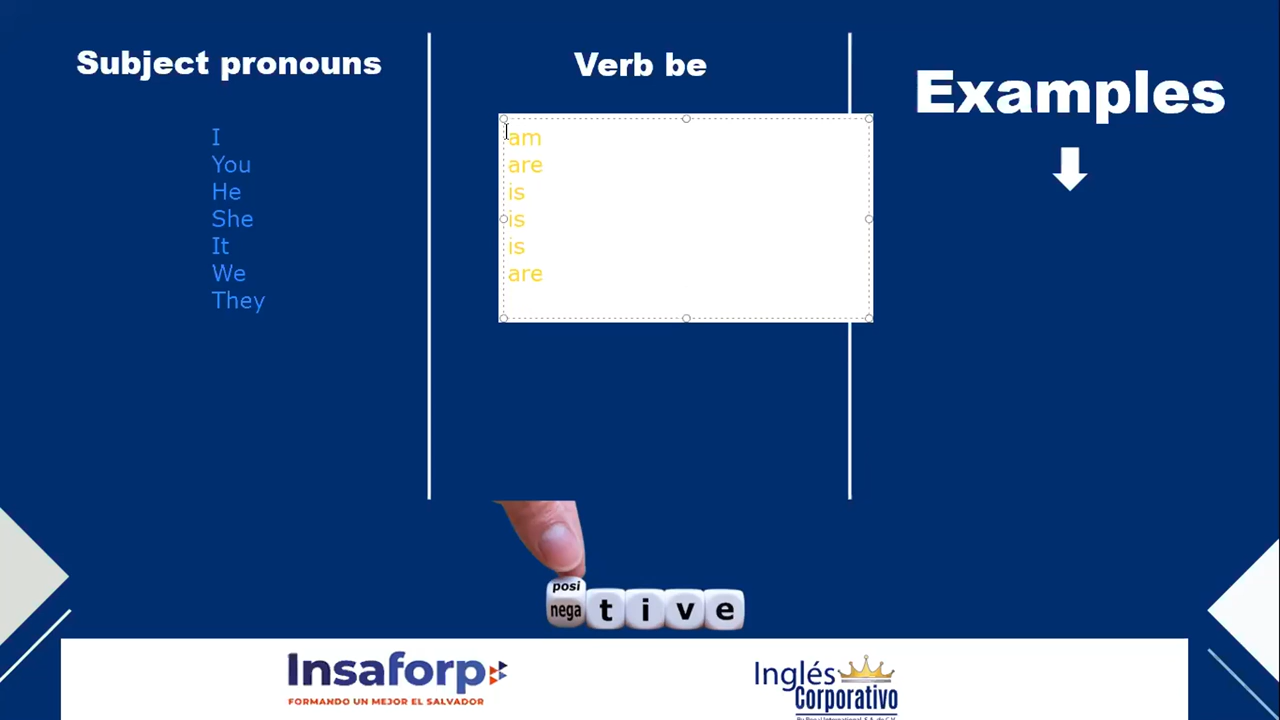 Subject pronouns
I
You
He
She
It
We
They
Verb be
am
are
is
is
is
are
Examples
posi
nega
tive
Insaforp
FORMANDO UN MEJOR EL SALVADOR
Inglés
Corporativo